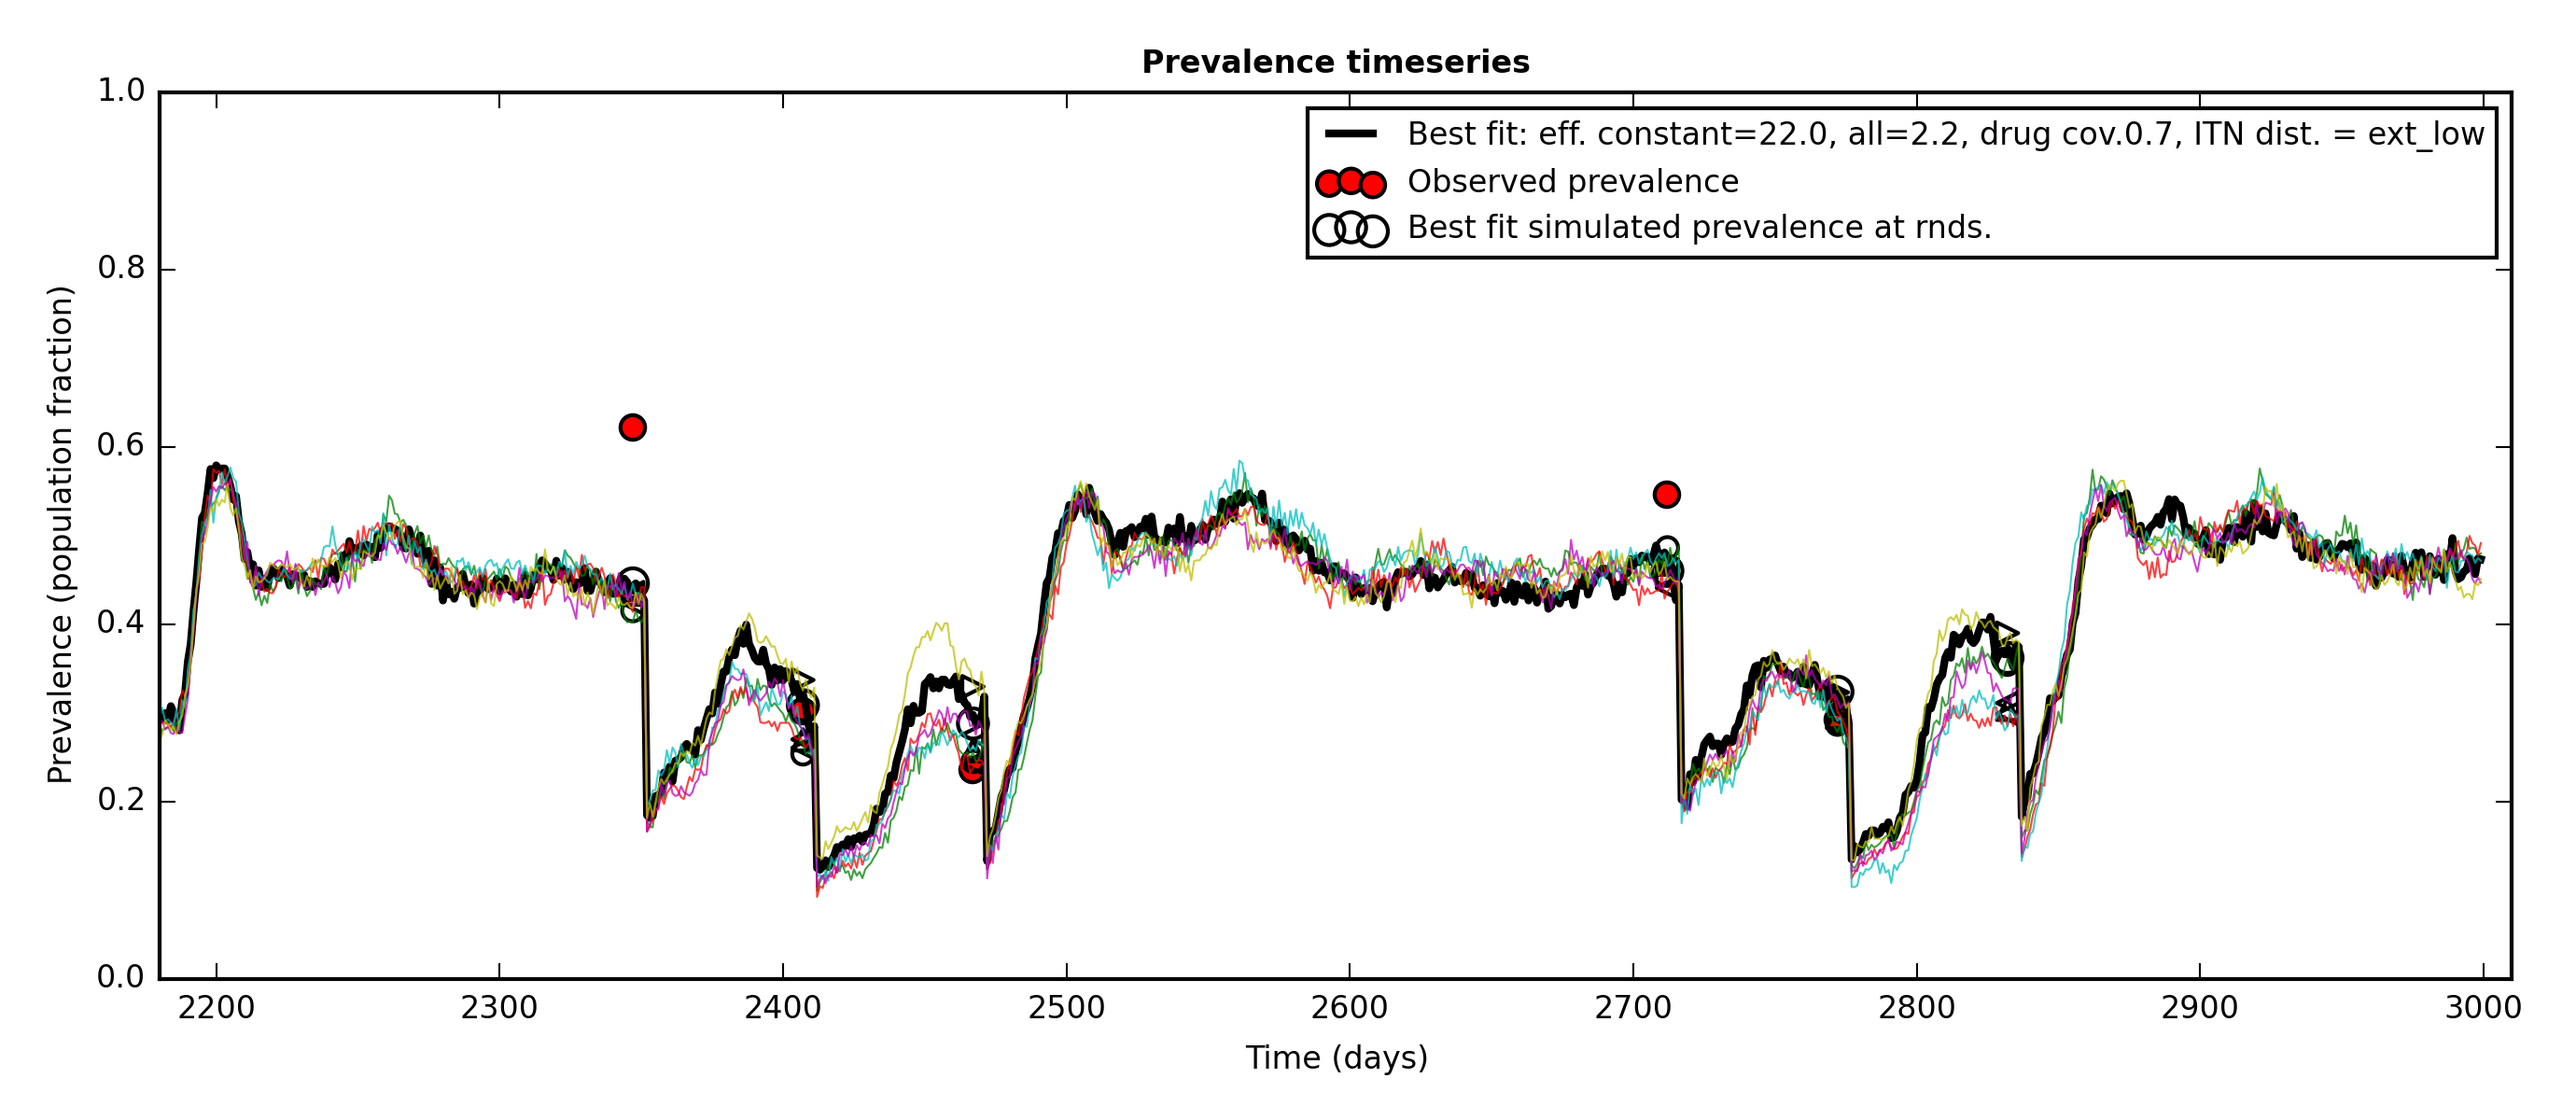 Prevalence timeseries
Prevalence (population fraction)
1.0
0.8
0.6
0.4
0.2
0.0
Best fit: eff. constant=22.0, all=2.2, drug cov.0.7, ITN dist. = ext_low
Observed prevalence
Best fit simulated prevalence at rnds.
2200 2300 2400 2500 2600 2700 2800 2900 3000
Time (days)